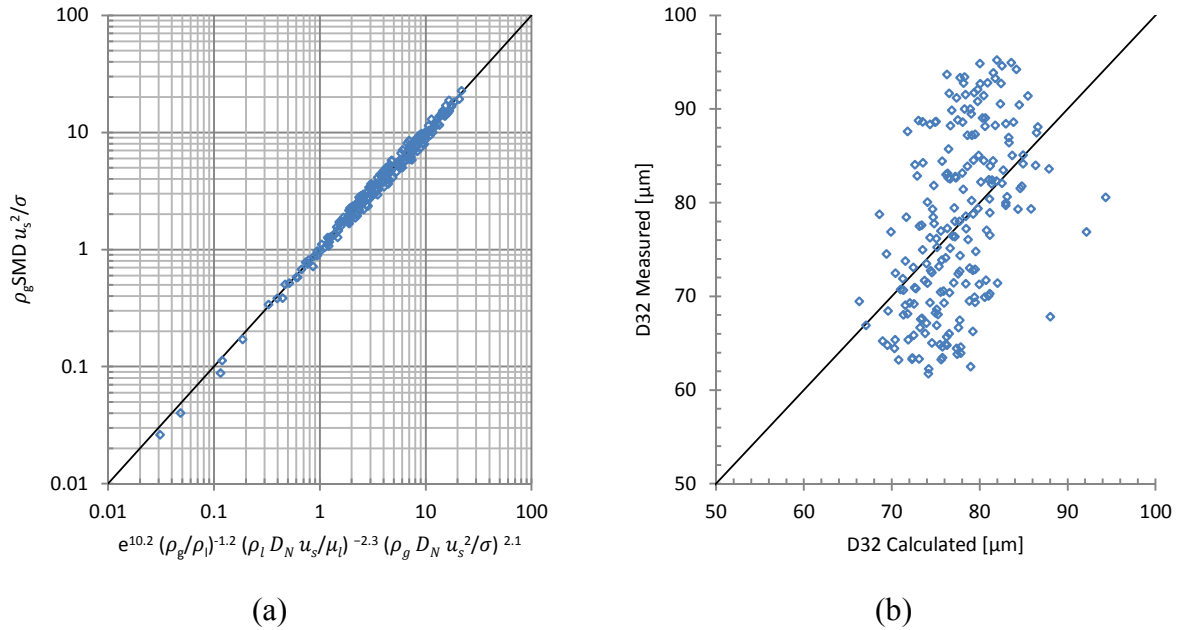 100
10
1
0.1
0.01
ρgSMD uₛ²/σ
0.01 0.1 1 10 100
e¹⁰·² (ρg/ρₗ)⁻¹·² (ρₗ D_N uₛ/μₗ) ⁻²·³ (ρg D_N uₛ²/σ) ²·¹
(a)
100
90
80
70
60
50
D32 Measured [μm]
50 60 70 80 90 100
D32 Calculated [μm]
(b)